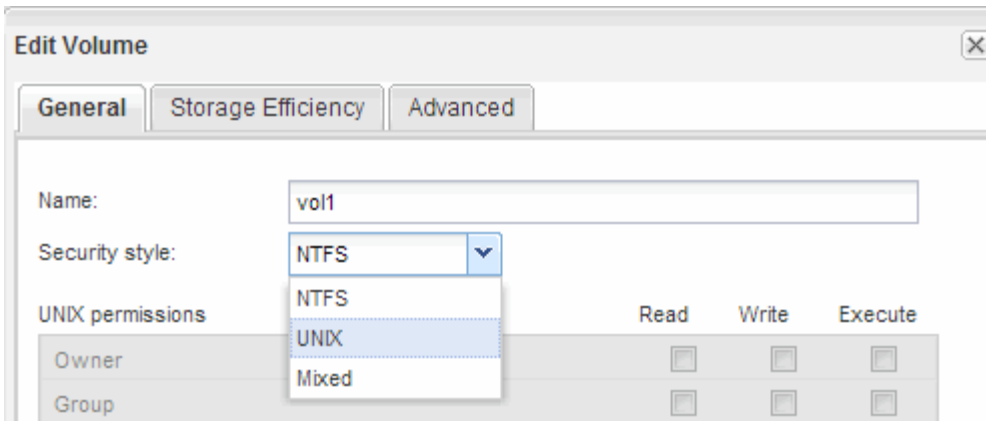 Edit Volume
General Storage Efficiency Advanced
Name: vol1
Security style: NTFS
NTFS
UNIX permissions Read Write Execute
UNIX
Owner
Mixed
Group